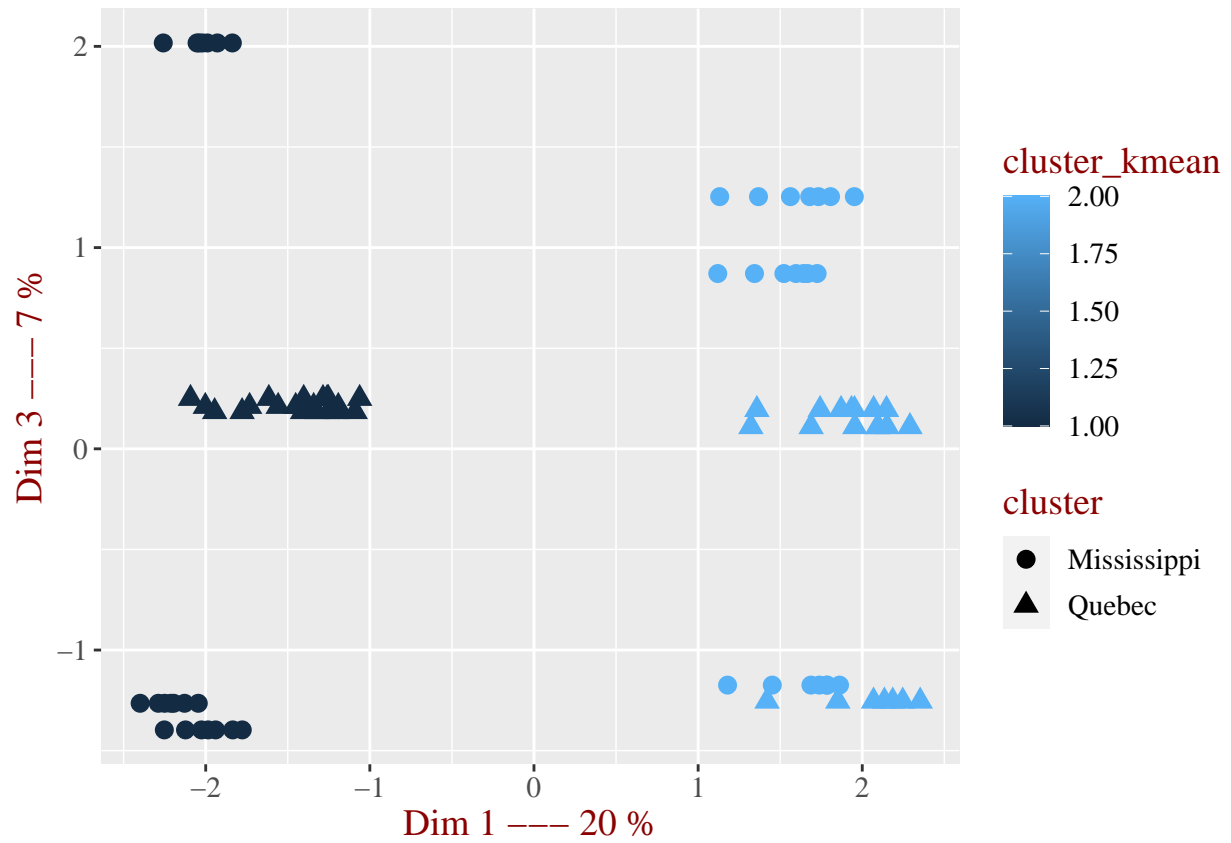 2
1
0
−1
−2
−1
0
1
2
Dim 1 −−− 20 %
Dim 3 −−− 7 %
cluster_kmean
2.00
1.75
1.50
1.25
1.00
cluster
Mississippi
Quebec